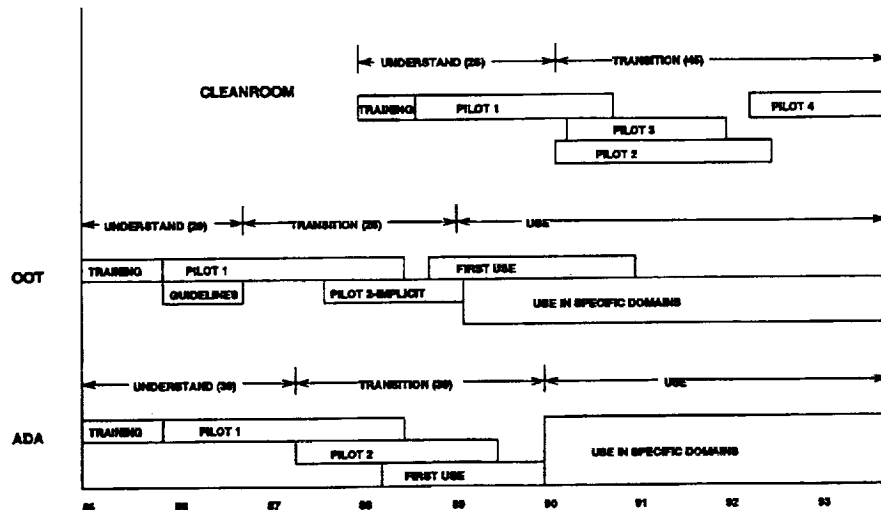 UNDERSTAND
TRANSITION (45)
CLEANROOM
TRAINING
PILOT 1
PILOT 4
PILOT 3
PILOT 2
UNDERSTAND (20)
TRANSITION
USE
OOT
TRAINING
PILOT 1
FIRST USE
GUIDELINES
PILOT 2-IMPLICIT
USE IN SPECIFIC DOMAINS
UNDERSTAND (30)
TRANSITION (30)
USE
ADA
TRAINING
PILOT 1
PILOT 2
USE IN SPECIFIC DOMAINS
FIRST USE
85 86 87 88 89 90 91 92 93